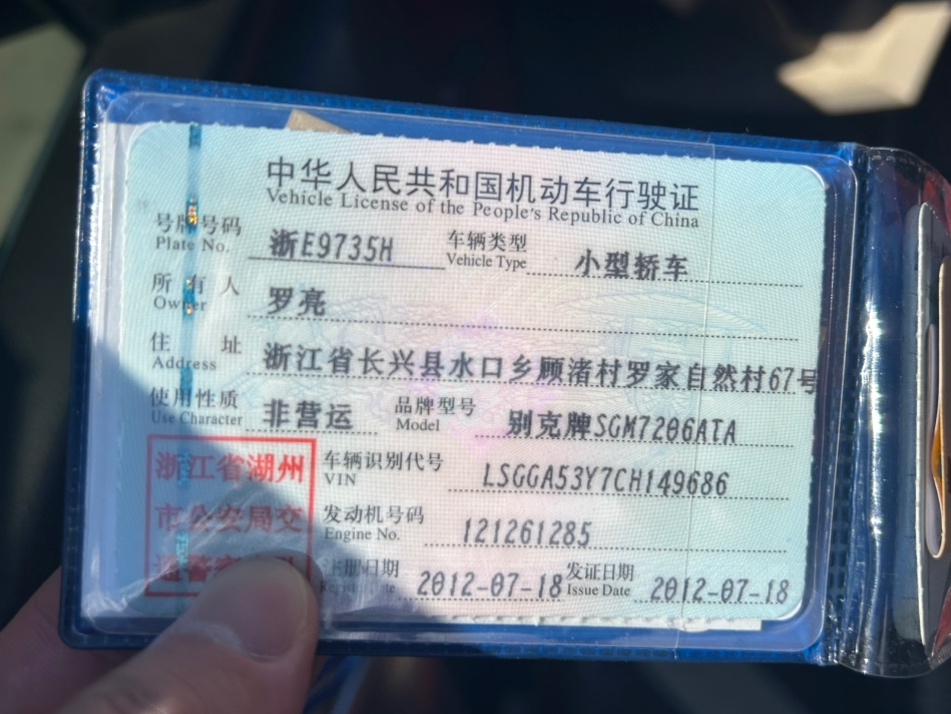 中华人民共和国机动车行驶证
Vehicle License of the People's Republic of China
号牌号码 浙E9735H 车辆类型 小型轿车
Plate No. Vehicle Type
所有人 罗亮
Owner
住址 浙江省长兴县水口乡顾渚村罗家自然村67号
Address
使用性质 非营运 品牌型号 别克牌SGM7206ATA
Use Character Model
浙江省湖州 车辆识别代号 LSGGA53Y7CH149686
VIN
市公安局交 发动机号码 121261285
Engine No.
通警 注册日期 2012-07-18 发证日期 2012-07-18
Issue Date